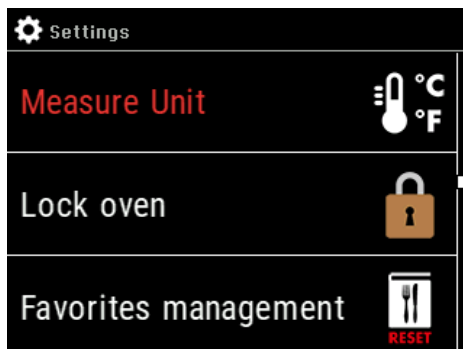 Settings
Measure Unit
°C
°F
Lock oven
Favorites management
RESET